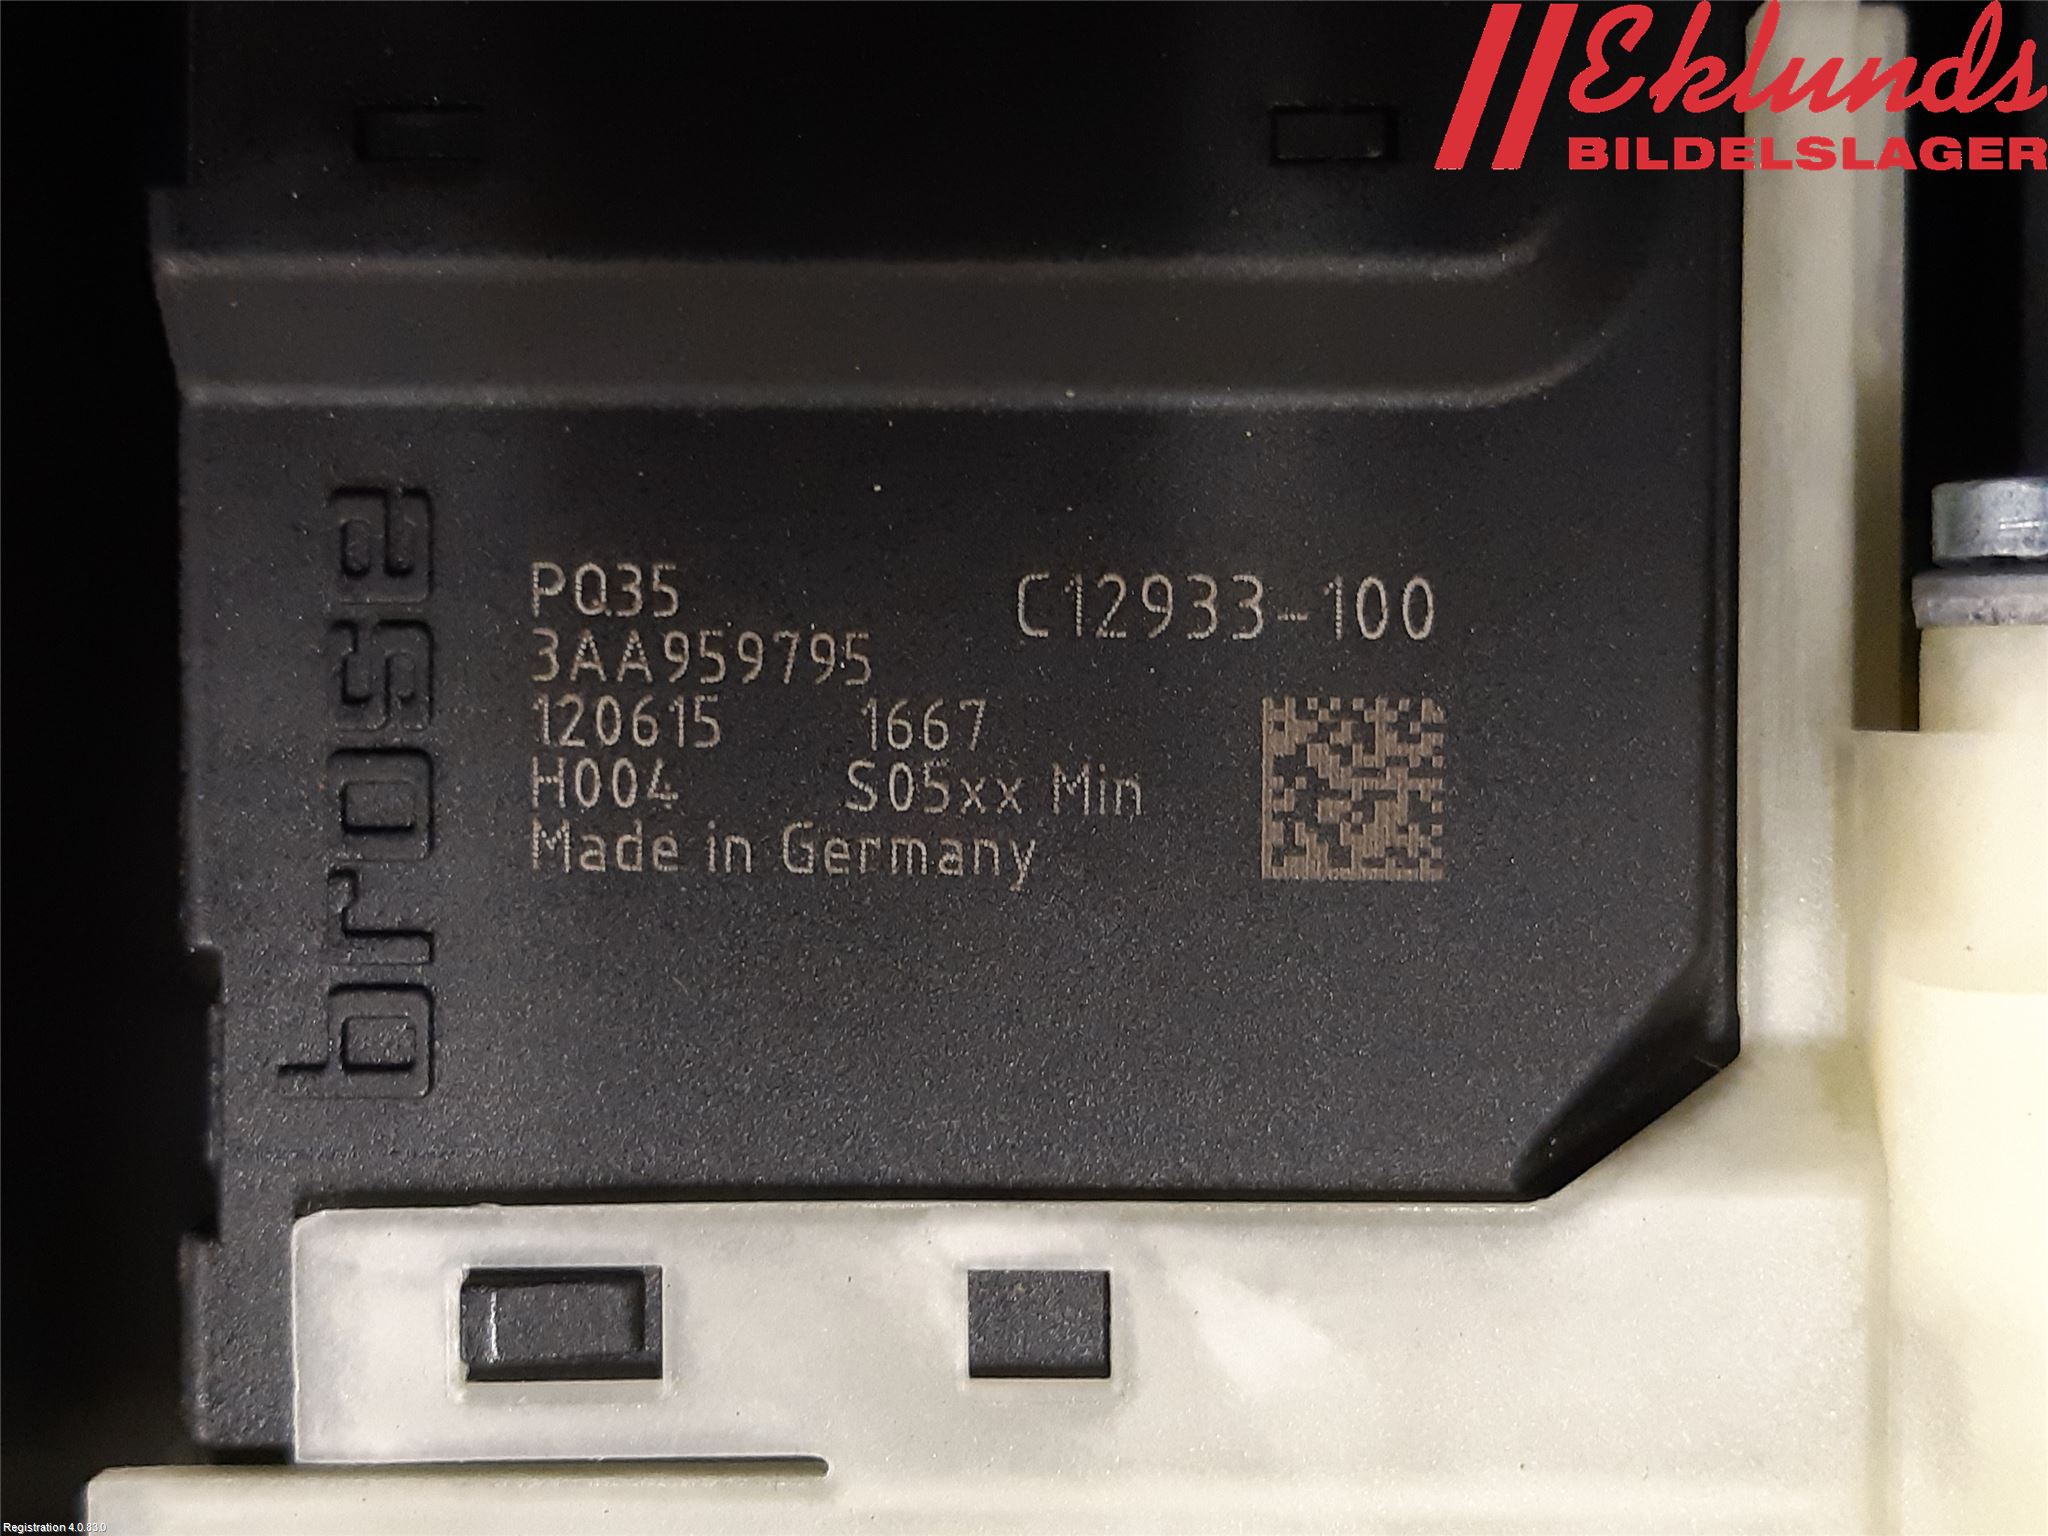 Eklunds
BILDELSLAGER
brose
PQ35 C12933-100
3AA959795
120615 1667
H004 S05xx Min
Made in Germany
Registration 4.0.83.0